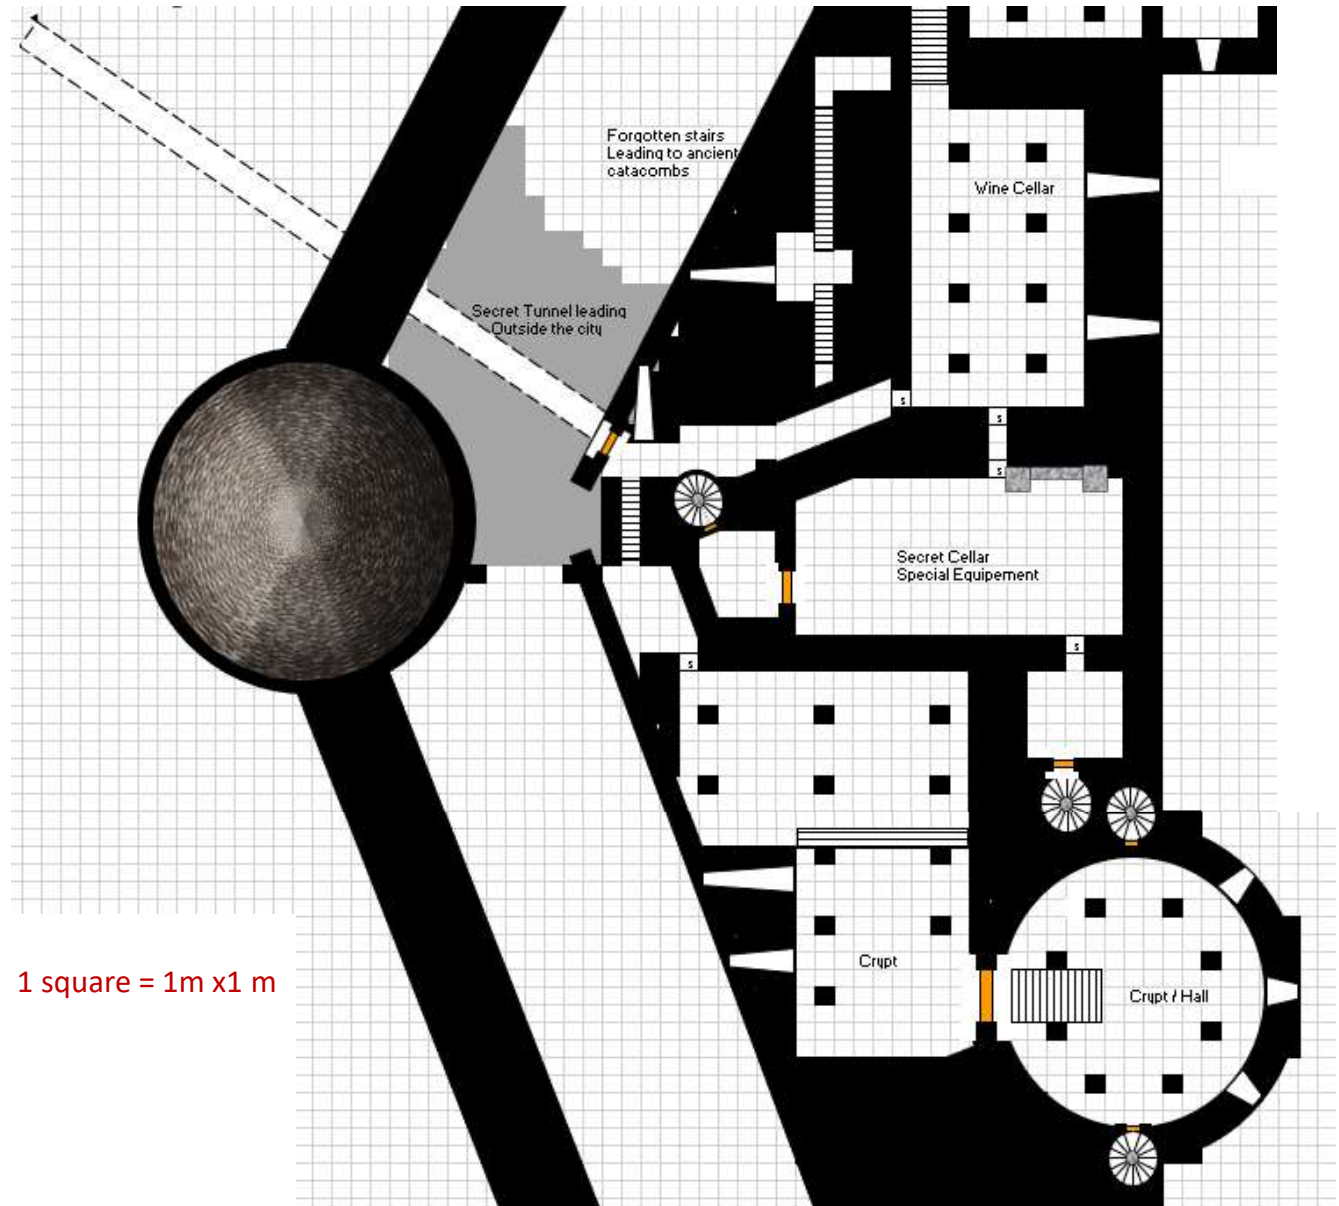 Forgotten stairs
Leading to ancient
catacombs
Wine Cellar
Secret Tunnel leading
Outside the city
s
s
s
Secret Cellar
Special Equipement
s
s
Crypt
1 square = 1m x1 m
Crypt / Hall